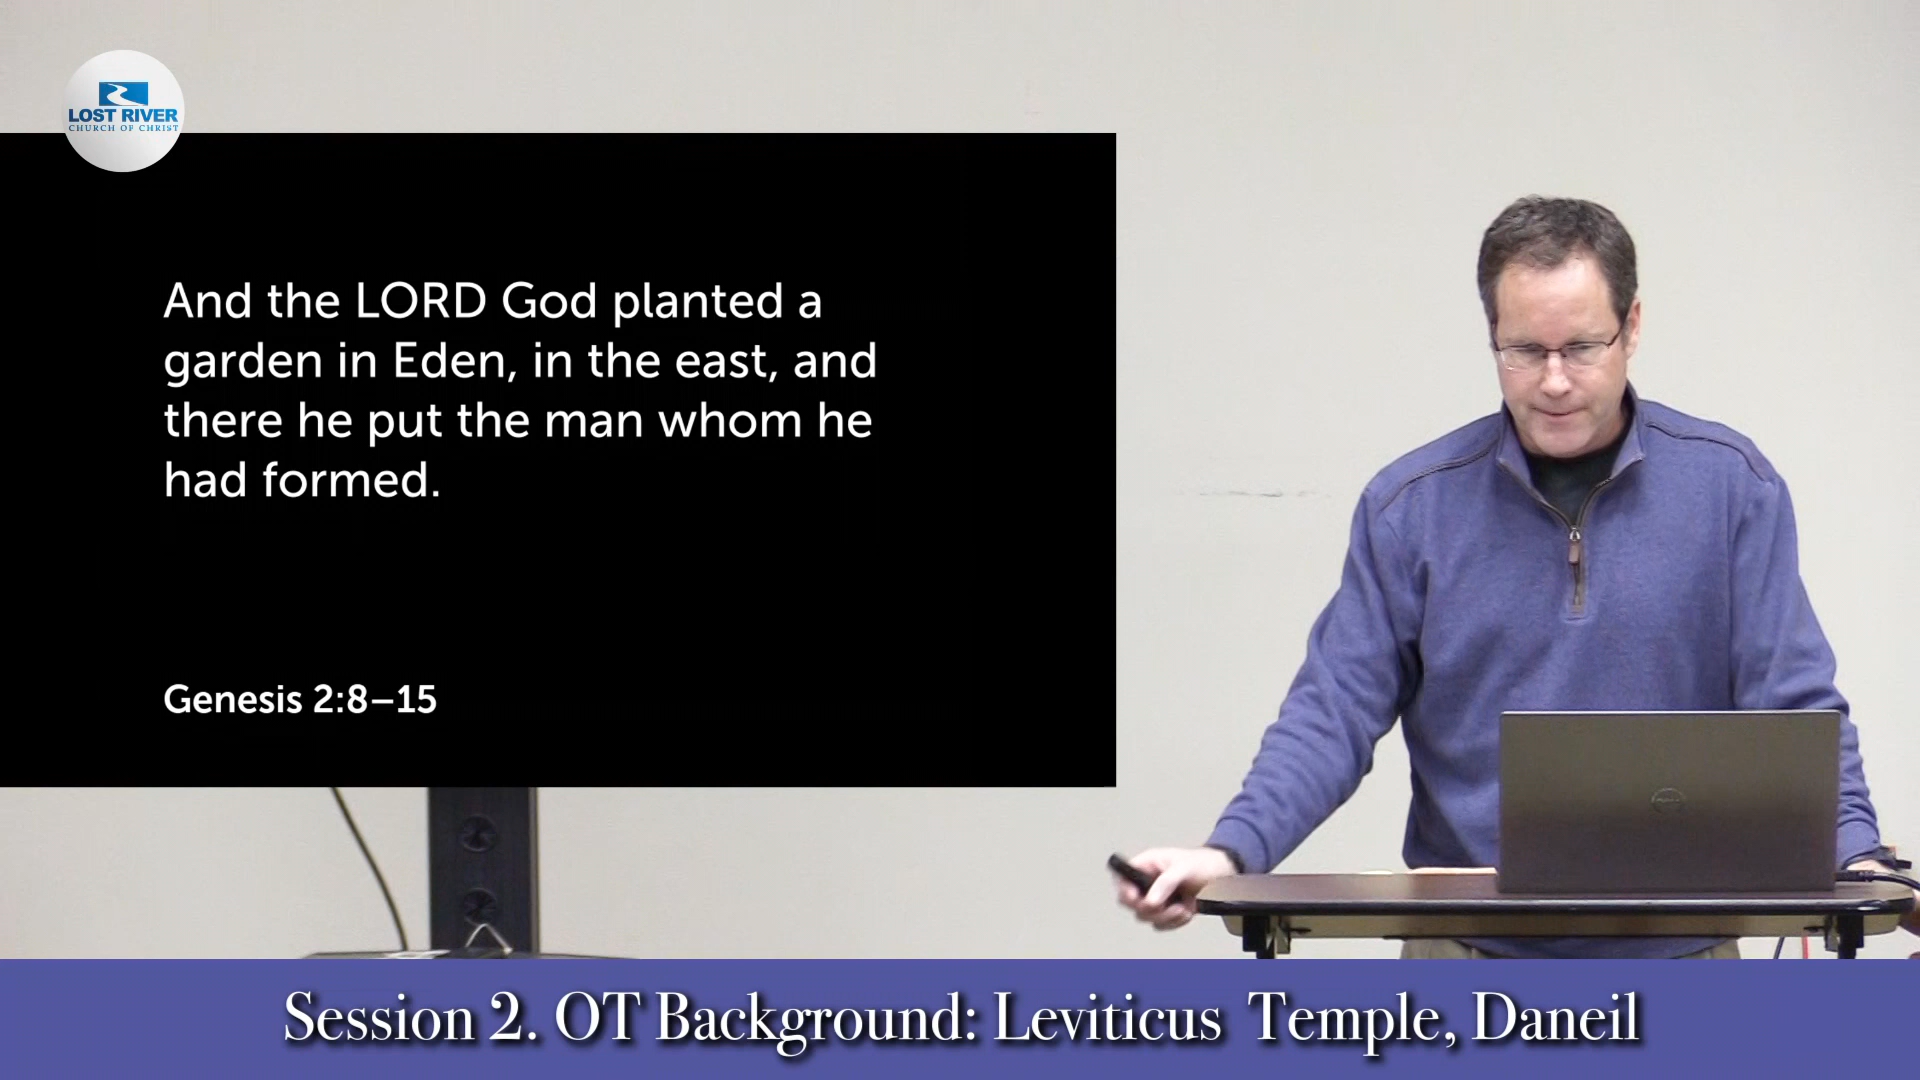 LOST RIVER
CHURCH OF CHRIST
And the LORD God planted a
garden in Eden, in the east, and
there he put the man whom he
had formed.
Genesis 2:8–15
Session 2. OT Background: Leviticus Temple, Daneil